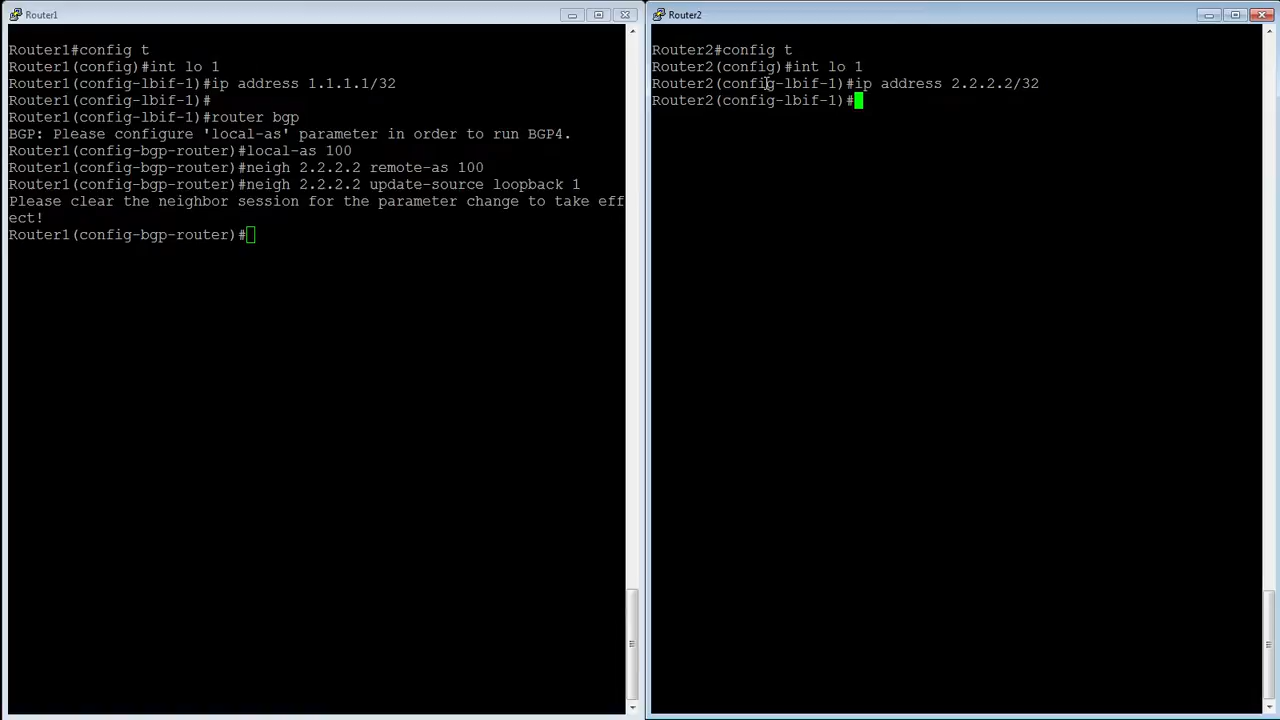 Router1
Router1#config t
Router1(config)#int lo 1
Router1(config-lbif-1)#ip address 1.1.1.1/32
Router1(config-lbif-1)#
Router1(config-lbif-1)#router bgp
BGP: Please configure 'local-as' parameter in order to run BGP4.
Router1(config-bgp-router)#local-as 100
Router1(config-bgp-router)#neigh 2.2.2.2 remote-as 100
Router1(config-bgp-router)#neigh 2.2.2.2 update-source loopback 1
Please clear the neighbor session for the parameter change to take eff
ect!
Router1(config-bgp-router)#
Router2
Router2#config t
Router2(config)#int lo 1
Router2(config-lbif-1)#ip address 2.2.2.2/32
Router2(config-lbif-1)#